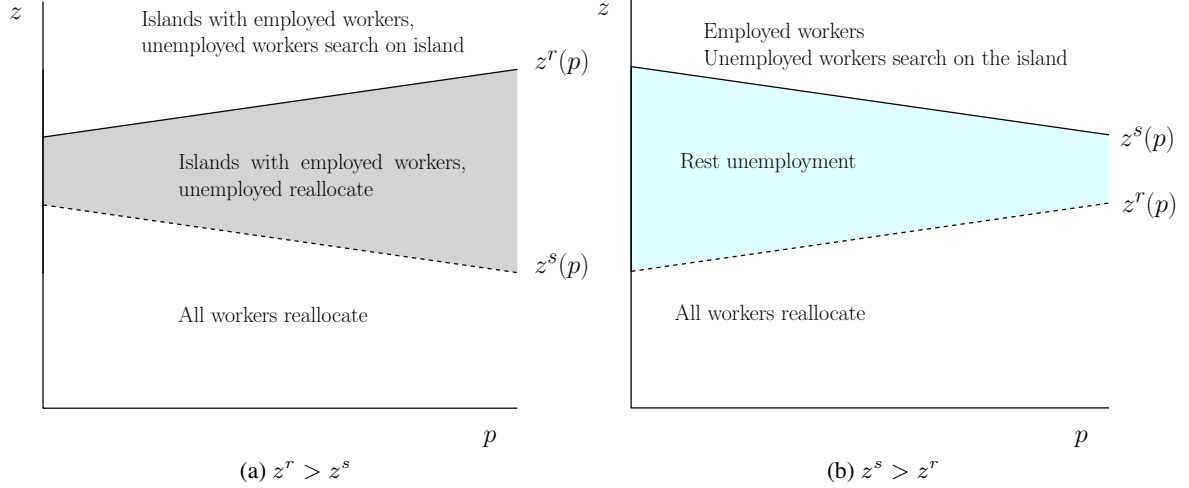 z
Islands with employed workers,
unemployed workers search on island
z^r(p)
Islands with employed workers,
unemployed reallocate
z^s(p)
All workers reallocate
p
(a) z^r > z^s
z
Employed workers
Unemployed workers search on the island
z^s(p)
Rest unemployment
z^r(p)
All workers reallocate
p
(b) z^s > z^r